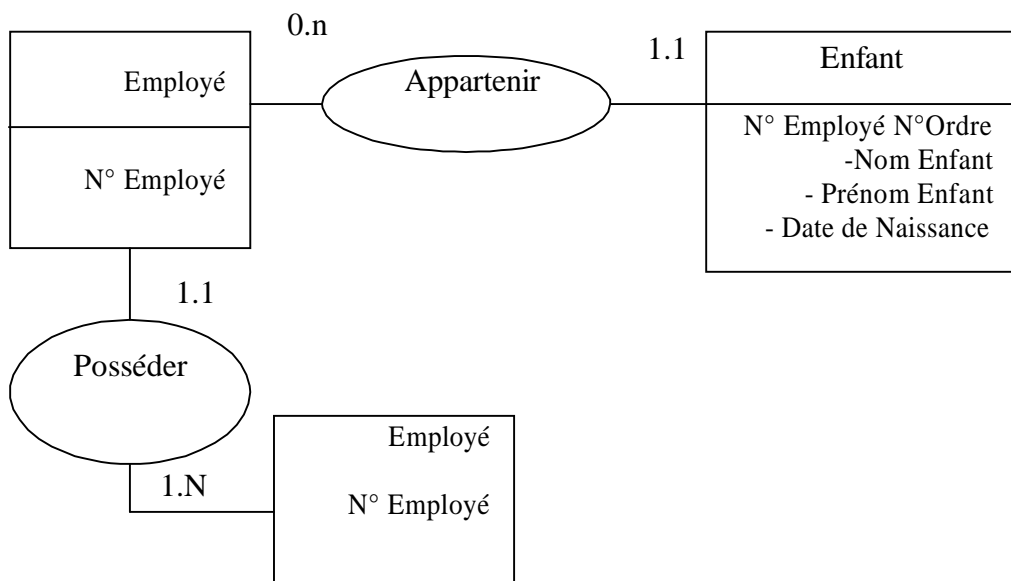 0.n
1.1
Employé
Appartenir
Enfant
N° Employé
N° Employé N°Ordre
-Nom Enfant
- Prénom Enfant
- Date de Naissance
1.1
Posséder
1.N
Employé
N° Employé